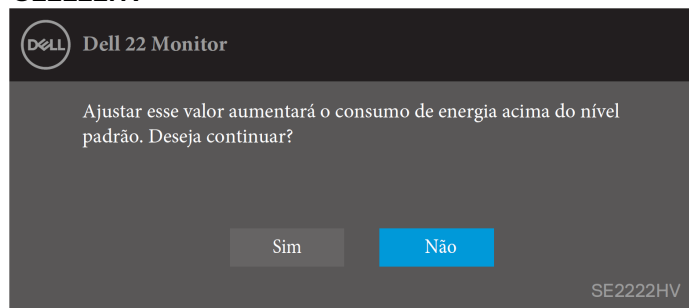 DELL Dell 22 Monitor
Ajustar esse valor aumentará o consumo de energia acima do nível
padrão. Deseja continuar?
Sim Não
SE2222HV